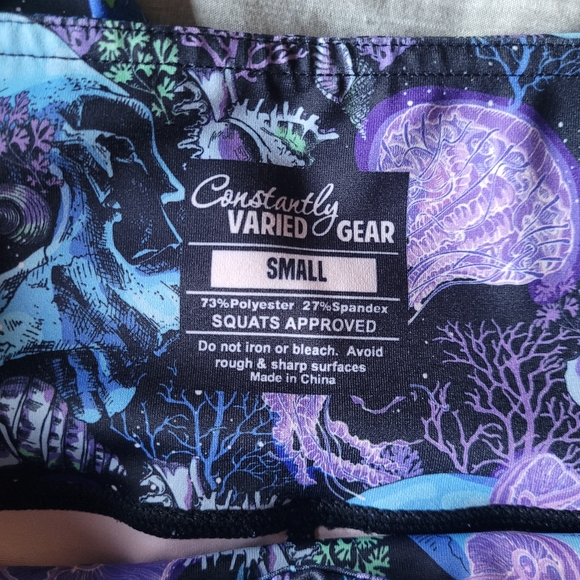 Constantly
VARIED GEAR
SMALL
73%Polyester 27%Spandex
SQUATS APPROVED
Do not iron or bleach. Avoid
rough & sharp surfaces
Made in China